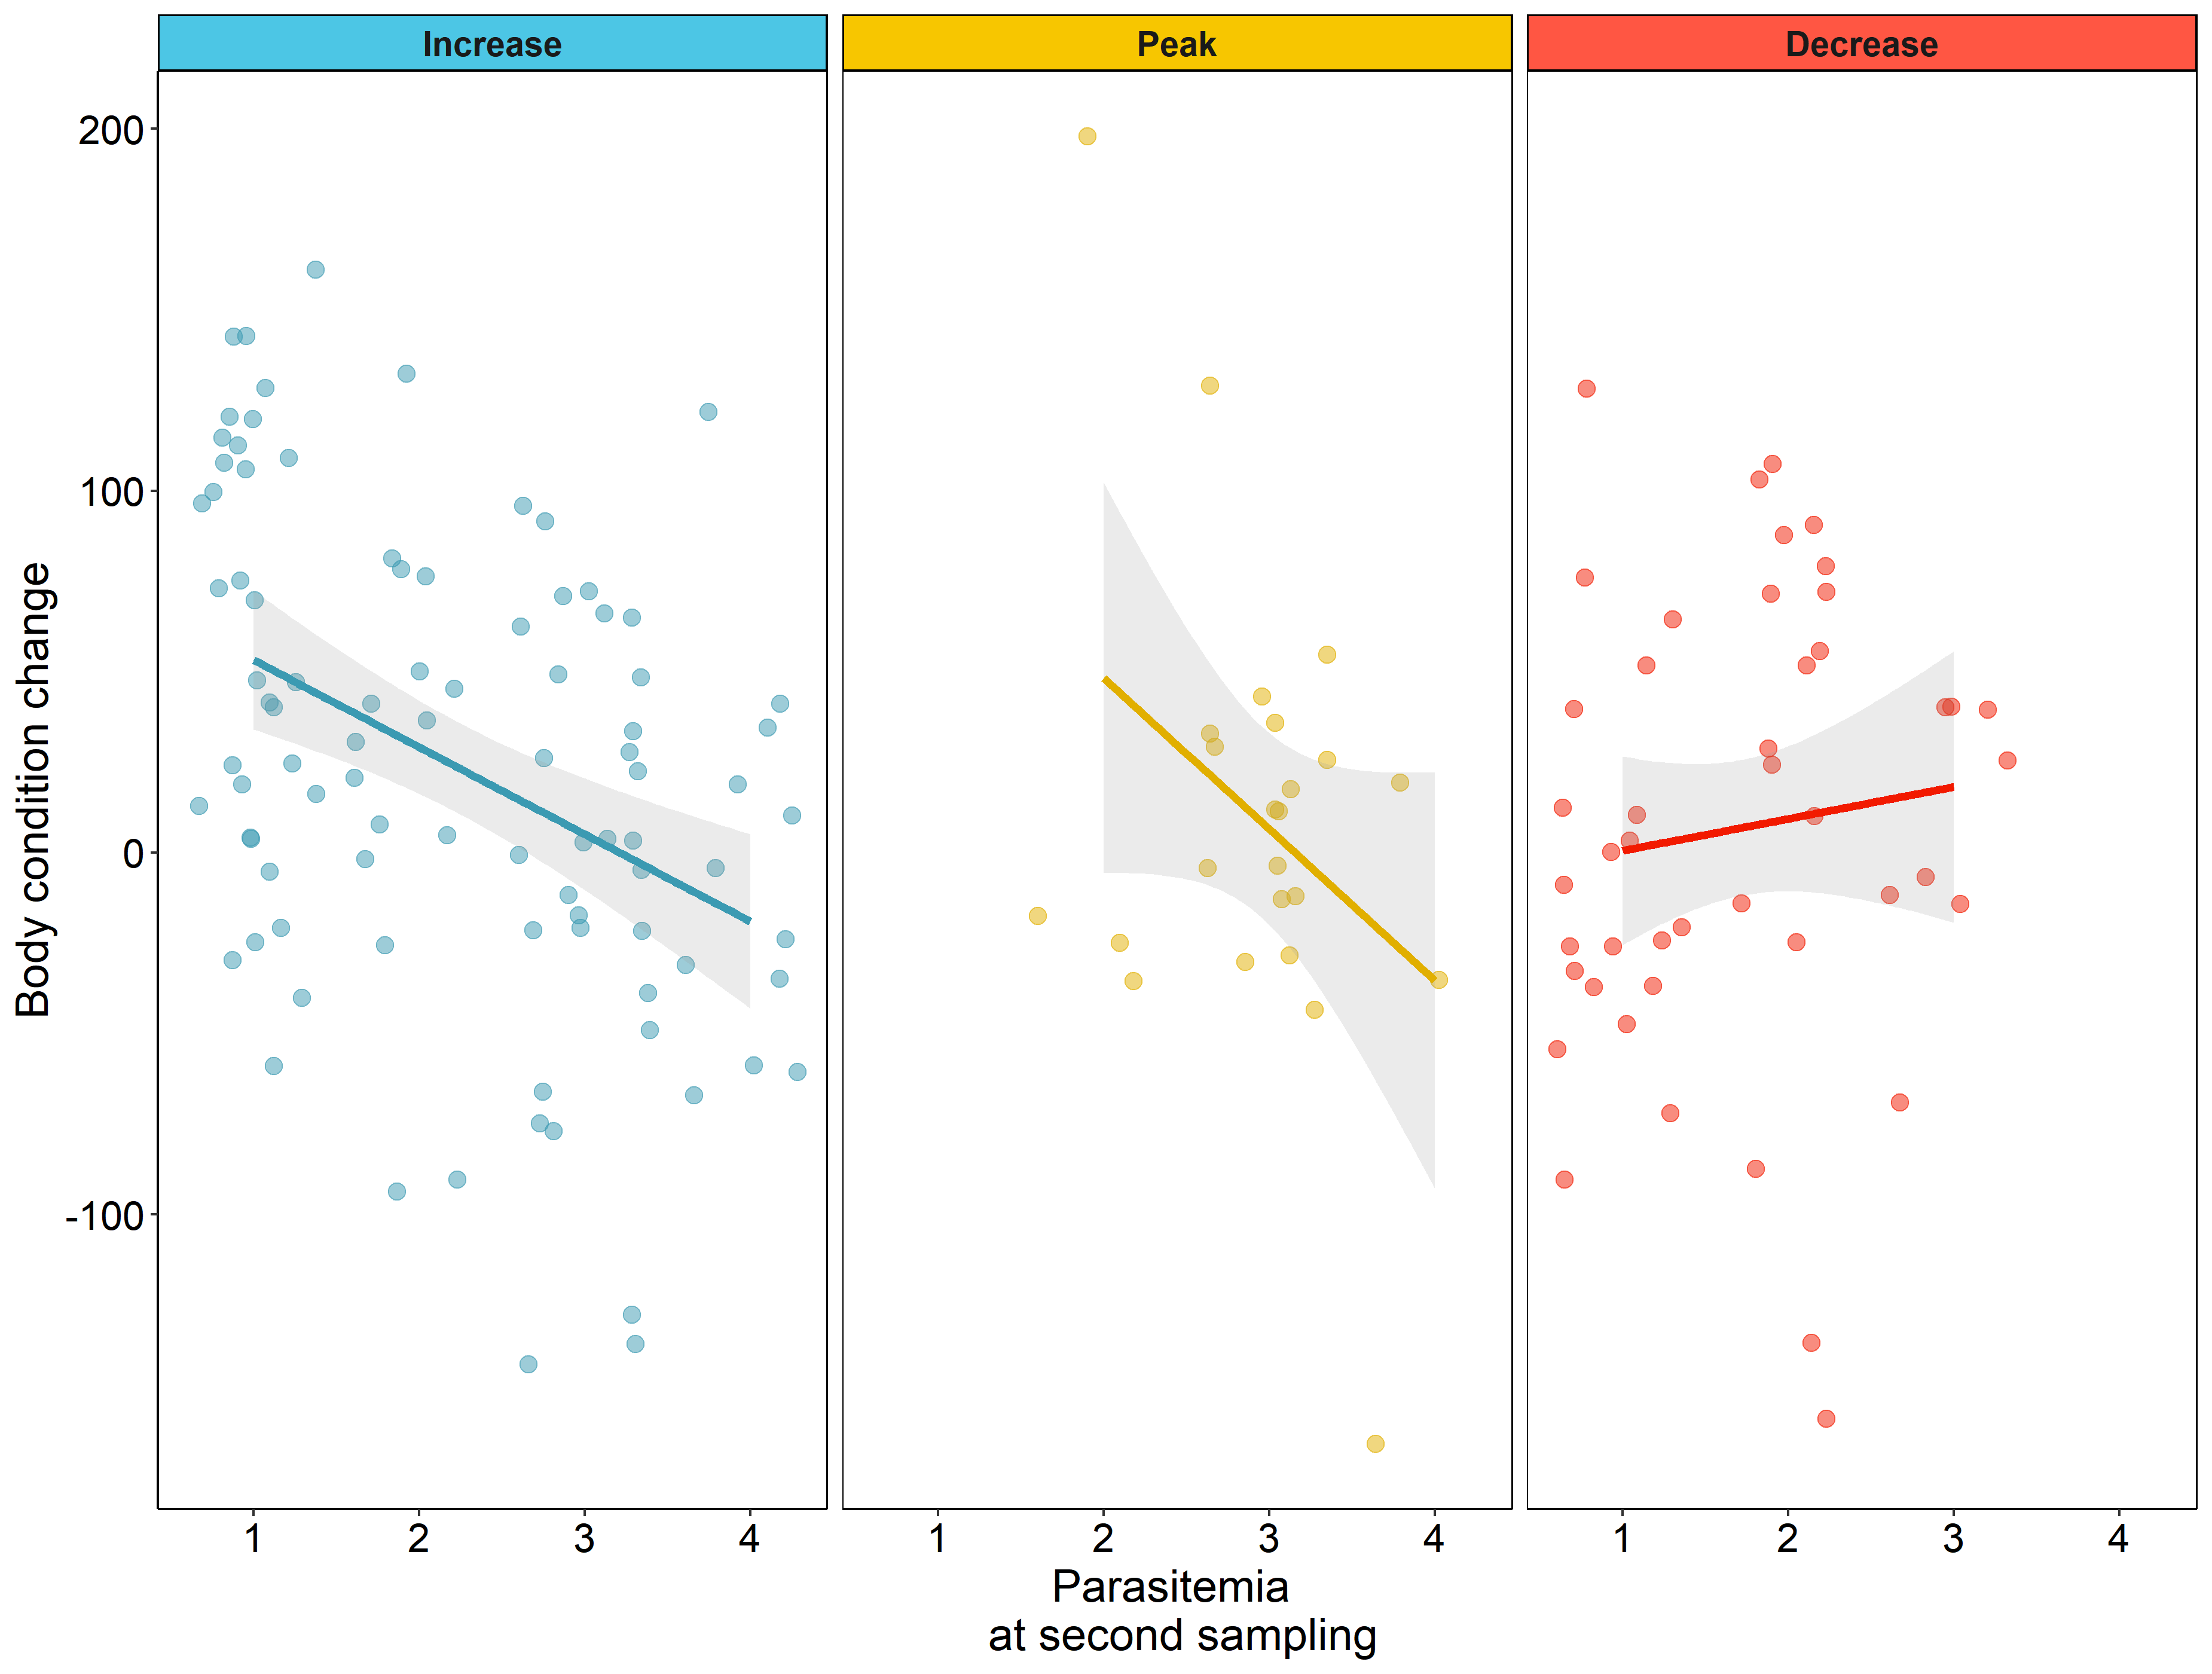 Increase Peak Decrease
200
100
0
-100
Body condition change
1 2 3 4 1 2 3 4 1 2 3 4
Parasitemia
at second sampling